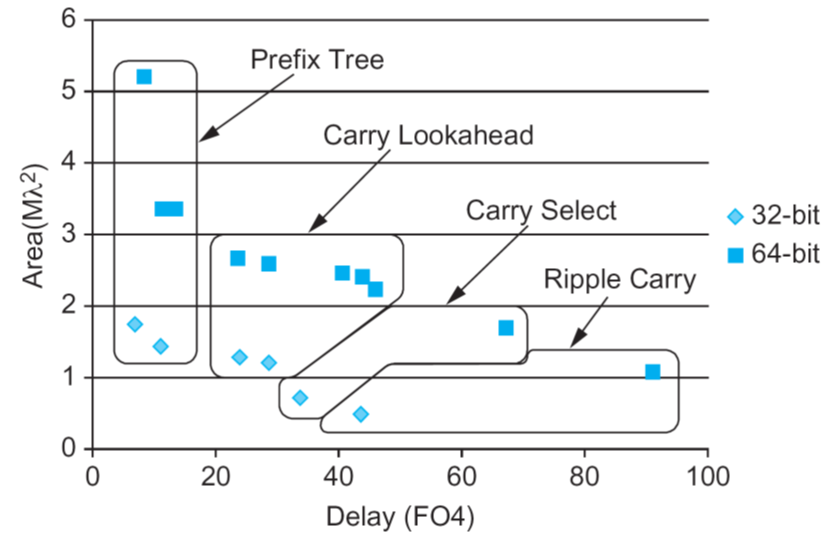 6
5
4
3
2
1
0
Area(Mλ²)
Prefix Tree
Carry Lookahead
Carry Select
Ripple Carry
32-bit
64-bit
0 20 40 60 80 100
Delay (FO4)